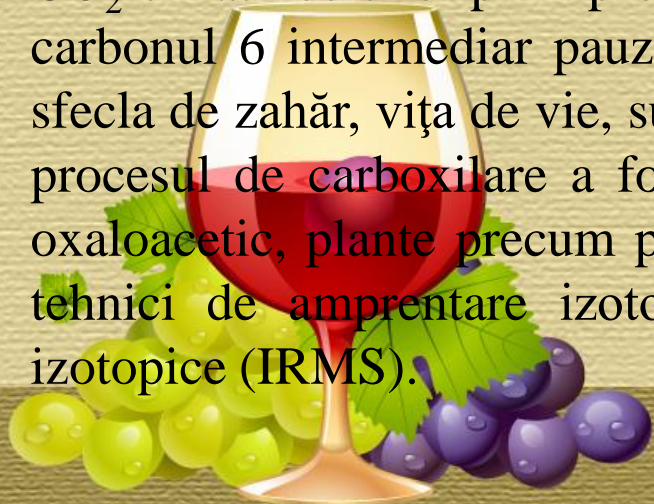 carbonul 6 intermediar pauz
sfecla de zahăr, viţa de vie, su
procesul de carboxilare a fo
oxaloacetic, plante precum p
tehnici de amprentare izoto
izotopice (IRMS).